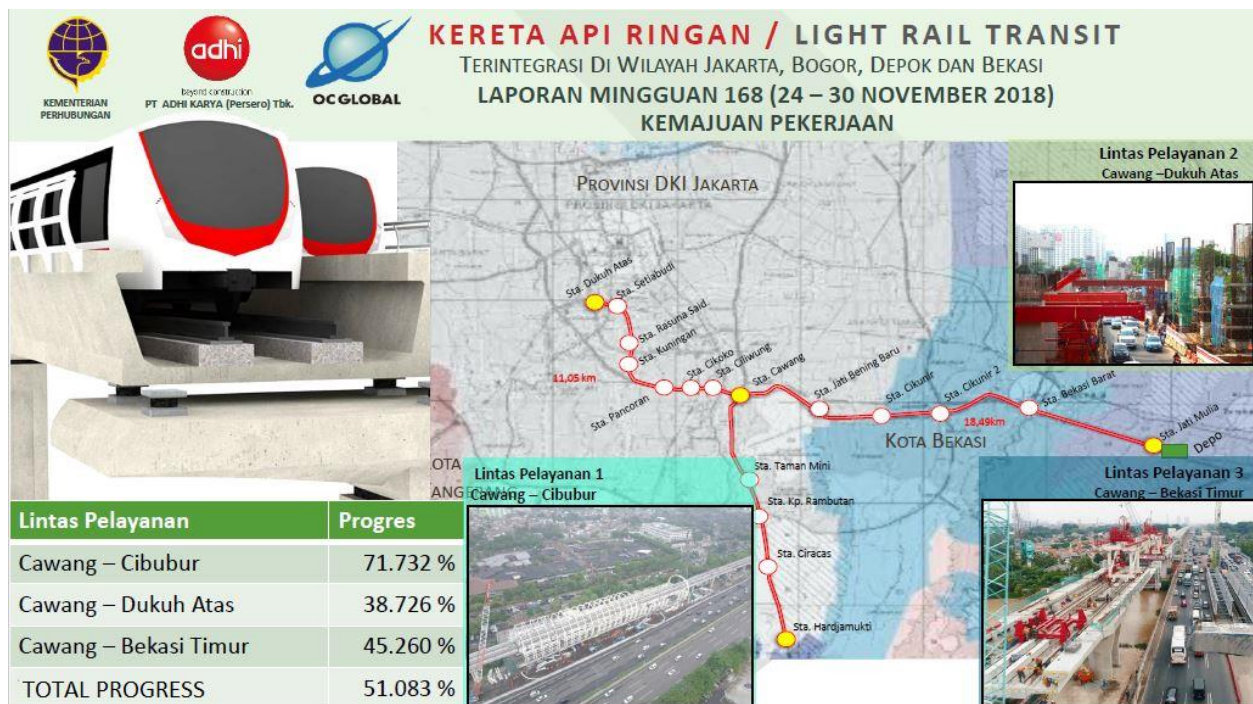 KERETA API RINGAN / LIGHT RAIL TRANSIT
TERINTEGRASI DI WILAYAH JAKARTA, BOGOR, DEPOK DAN BEKASI
LAPORAN MINGGUAN 168 (24 – 30 NOVEMBER 2018)
KEMAJUAN PEKERJAAN
KEMENTERIAN
PERHUBUNGAN
adhi
beyond construction
PT ADHI KARYA (Persero) Tbk.
OC GLOBAL
PROVINSI DKI JAKARTA
Lintas Pelayanan 2
Cawang –Dukuh Atas
Sta. Dukuh Atas
Sta. Setiabudi
Sta. Rasuna Said.
Sta. Kuningan
11,05 km
Sta. Pancoran
Sta. Cikoko
Sta. Ciliwung
Sta. Cawang
Sta. Jati Bening Baru
Sta. Cikunir
Sta. Cikunir 2
18,49km
Sta. Bekasi Barat
Sta. Jati Mulia
Depo
KOTA BEKASI
Sta. Taman Mini
Sta. Kp. Rambutan
Sta. Ciracas
Sta. Hardjamukti
Lintas Pelayanan 1
Cawang – Cibubur
Lintas Pelayanan 3
Cawang – Bekasi Timur
Lintas Pelayanan Progres
Cawang – Cibubur 71.732 %
Cawang – Dukuh Atas 38.726 %
Cawang – Bekasi Timur 45.260 %
TOTAL PROGRESS 51.083 %